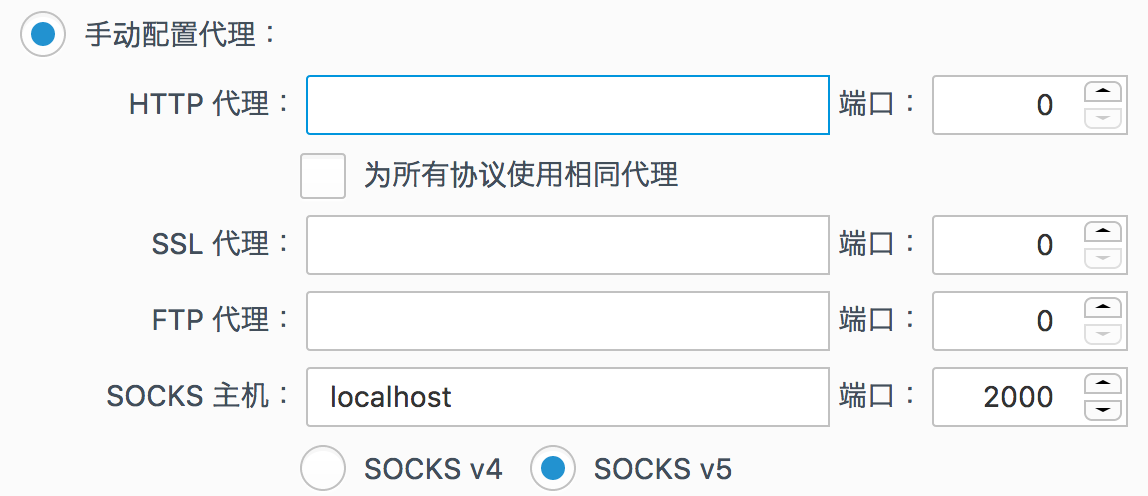 手动配置代理：
HTTP 代理： 端口： 0
为所有协议使用相同代理
SSL 代理： 端口： 0
FTP 代理： 端口： 0
SOCKS 主机： localhost 端口： 2000
SOCKS v4 SOCKS v5